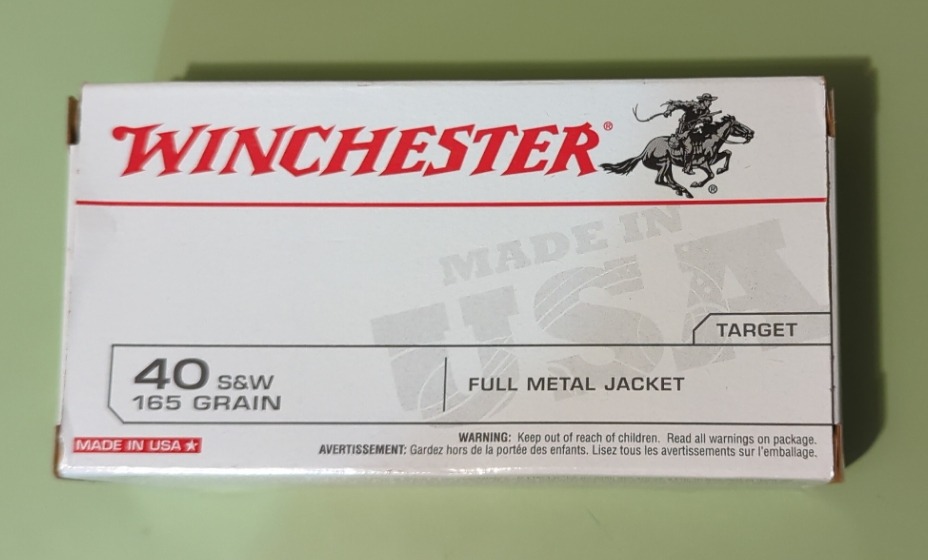 WINCHESTER®
®
MADE IN
USA
TARGET
40 S&W
165 GRAIN
FULL METAL JACKET
MADE IN USA ★
WARNING: Keep out of reach of children. Read all warnings on package.
AVERTISSEMENT: Gardez hors de la portée des enfants. Lisez tous les avertissements sur l'emballage.